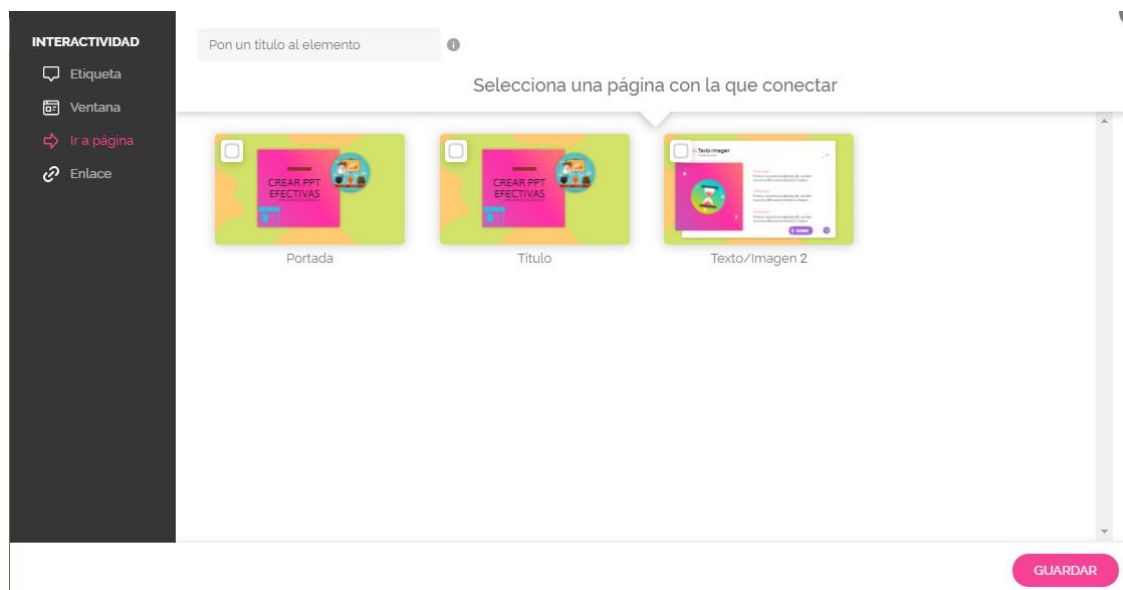 INTERACTIVIDAD
Etiqueta
Ventana
Ir a página
Enlace
Pon un título al elemento
Selecciona una página con la que conectar
CREAR PPT
EFECTIVAS
Portada
CREAR PPT
EFECTIVAS
Título
Texto-Imagen
Texto/Imagen 2
GUARDAR